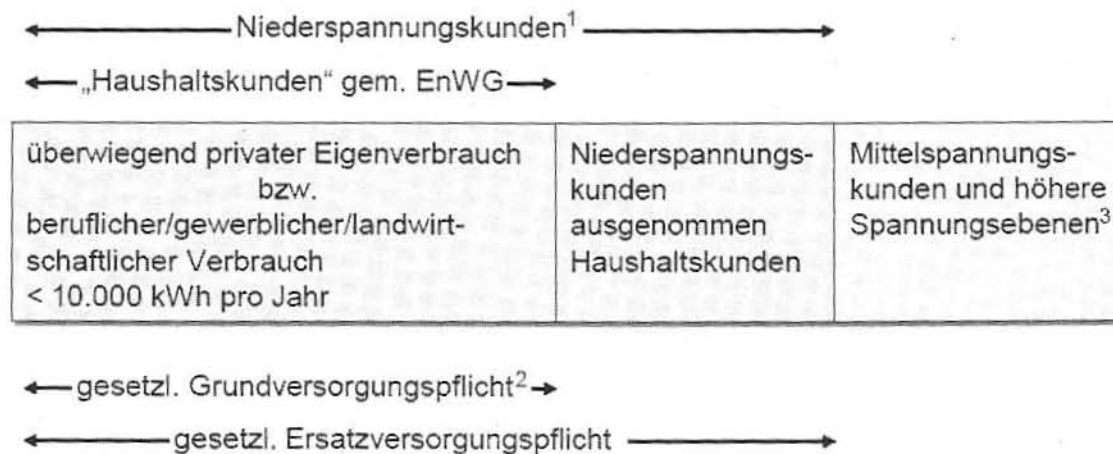 Niederspannungskunden¹
„Haushaltskunden“ gem. EnWG
überwiegend privater Eigenverbrauch
bzw.
beruflicher/gewerblicher/landwirt-
schaftlicher Verbrauch
< 10.000 kWh pro Jahr
Niederspannungs-
kunden
ausgenommen
Haushaltskunden
Mittelspannungs-
kunden und höhere
Spannungsebenen³
gesetzl. Grundversorgungspflicht²
gesetzl. Ersatzversorgungspflicht